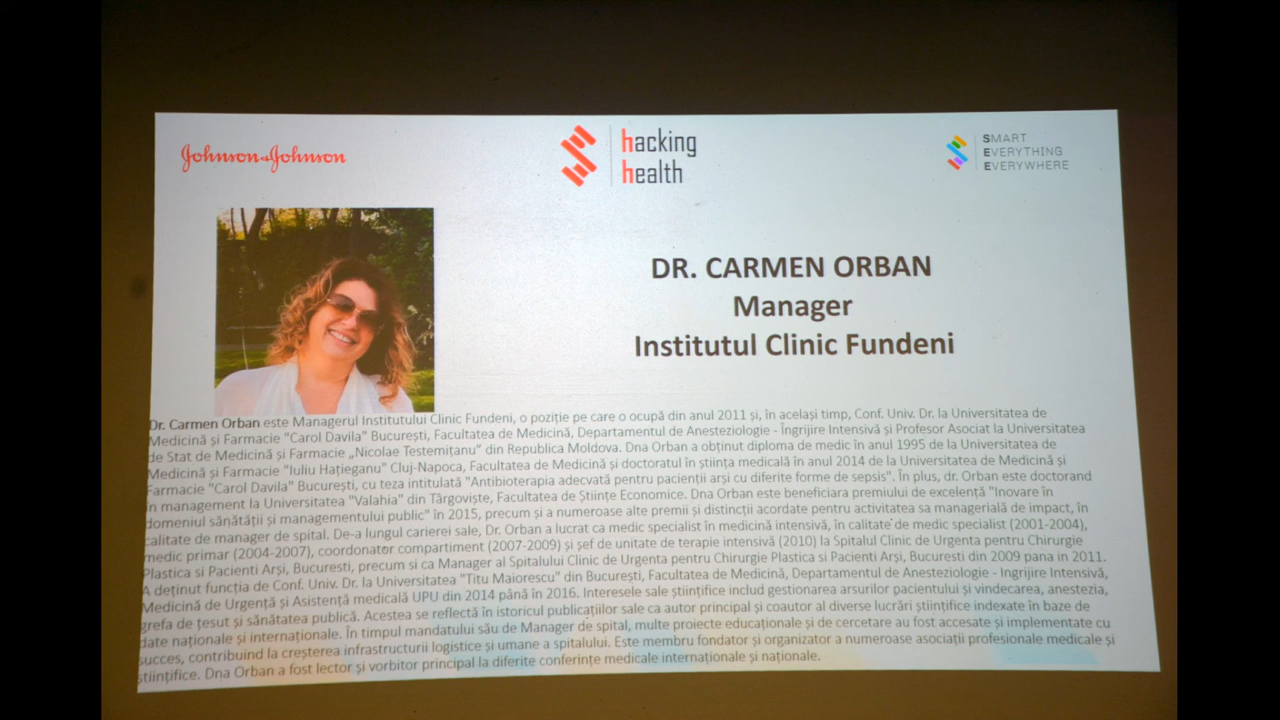 Johnson & Johnson
hacking
health
SMART
EVERYTHING
EVERYWHERE
DR. CARMEN ORBAN
Manager
Institutul Clinic Fundeni
Dr. Carmen Orban este Managerul Institutului Clinic Fundeni, o poziție pe care o ocupă din anul 2011 și, în același timp, Conf. Univ. Dr. la Universitatea de
Medicină și Farmacie "Carol Davila" București, Facultatea de Medicină, Departamentul de Anesteziologie - Îngrijire Intensivă și Profesor Asociat la Universitatea
de Stat de Medicină și Farmacie „Nicolae Testemițanu" din Republica Moldova. Dna Orban a obținut diploma de medic în anul 1995 de la Universitatea de
Medicină și Farmacie "Iuliu Hațieganu" Cluj-Napoca, Facultatea de Medicină și doctoratul în știința medicală în anul 2014 de la Universitatea de Medicină și
Farmacie "Carol Davila" București, cu teza intitulată "Antibioterapia adecvată pentru pacienții arși cu diferite forme de sepsis". În plus, dr. Orban este doctorand
în management la Universitatea "Valahia" din Târgoviște, Facultatea de Științe Economice. Dna Orban este beneficiara premiului de excelență "Inovare în
domeniul sănătății și managementului public" în 2015, precum și a numeroase alte premii și distincții acordate pentru activitatea sa managerială de impact, în
calitate de manager de spital. De-a lungul carierei sale, Dr. Orban a lucrat ca medic specialist în medicină intensivă, în calitate de medic specialist (2001-2004),
medic primar (2004-2007), coordonator compartiment (2007-2009) și șef de unitate de terapie intensivă (2010) la Spitalul Clinic de Urgenta pentru Chirurgie
Plastica si Pacienti Arși, Bucuresti, precum si ca Manager al Spitalului Clinic de Urgenta pentru Chirurgie Plastica si Pacienti Arși, Bucuresti din 2009 pana in 2011.
A deținut funcția de Conf. Univ. Dr. la Universitatea "Titu Maiorescu" din București, Facultatea de Medicină, Departamentul de Anesteziologie - Ingrijire Intensivă,
Medicină de Urgență și Asistență medicală UPU din 2014 până în 2016. Interesele sale științifice includ gestionarea arsurilor pacientului și vindecarea, anestezia,
grefa de țesut și sănătatea publică. Acestea se reflectă în istoricul publicațiilor sale ca autor principal și coautor al diverse lucrări științifice indexate în baze de
date naționale și internaționale. În timpul mandatului său de Manager de spital, multe proiecte educaționale și de cercetare au fost accesate și implementate cu
succes, contribuind la creșterea infrastructurii logistice și umane a spitalului. Este membru fondator și organizator a numeroase asociații profesionale medicale și
științifice. Dna Orban a fost lector și vorbitor principal la diferite conferințe medicale internaționale și naționale.